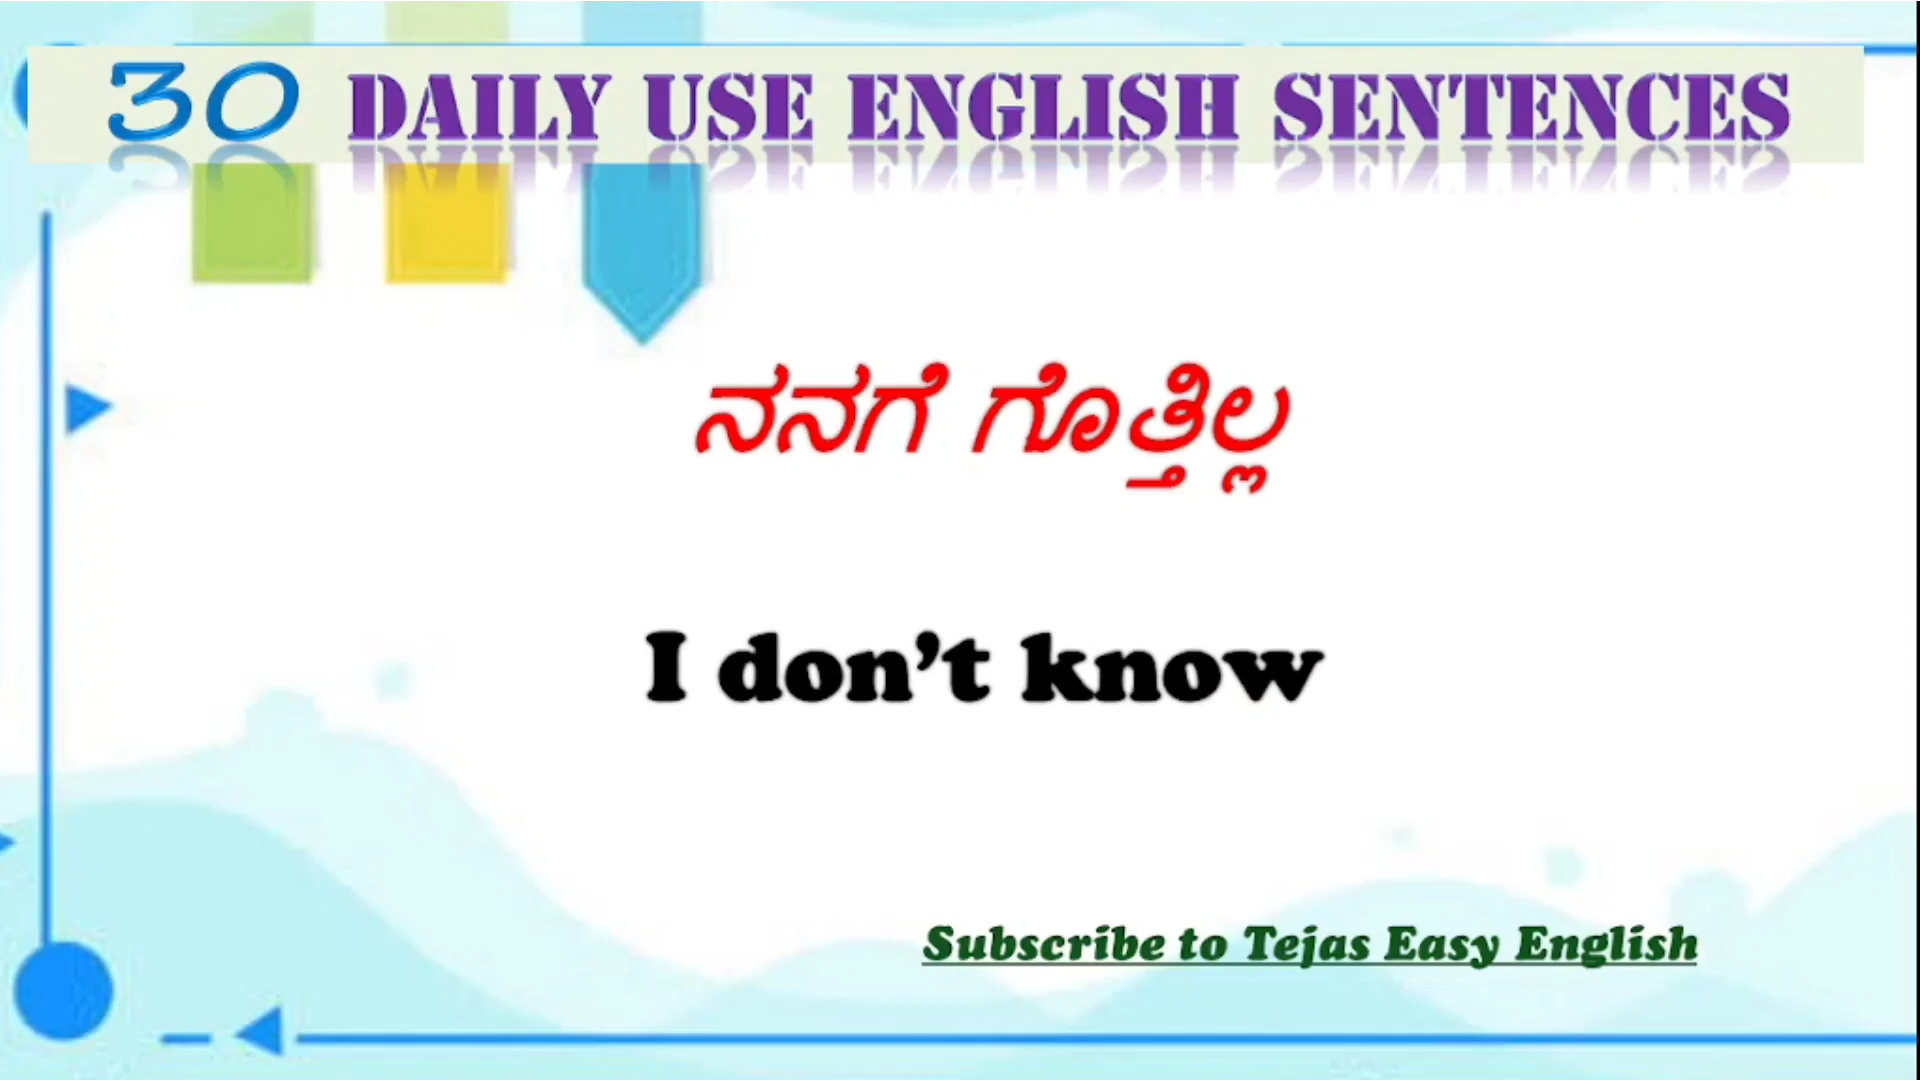 30 DAILY USE ENGLISH SENTENCES
ನನಗೆ ಗೊತ್ತಿಲ್ಲ
I don’t know
Subscribe to Tejas Easy English